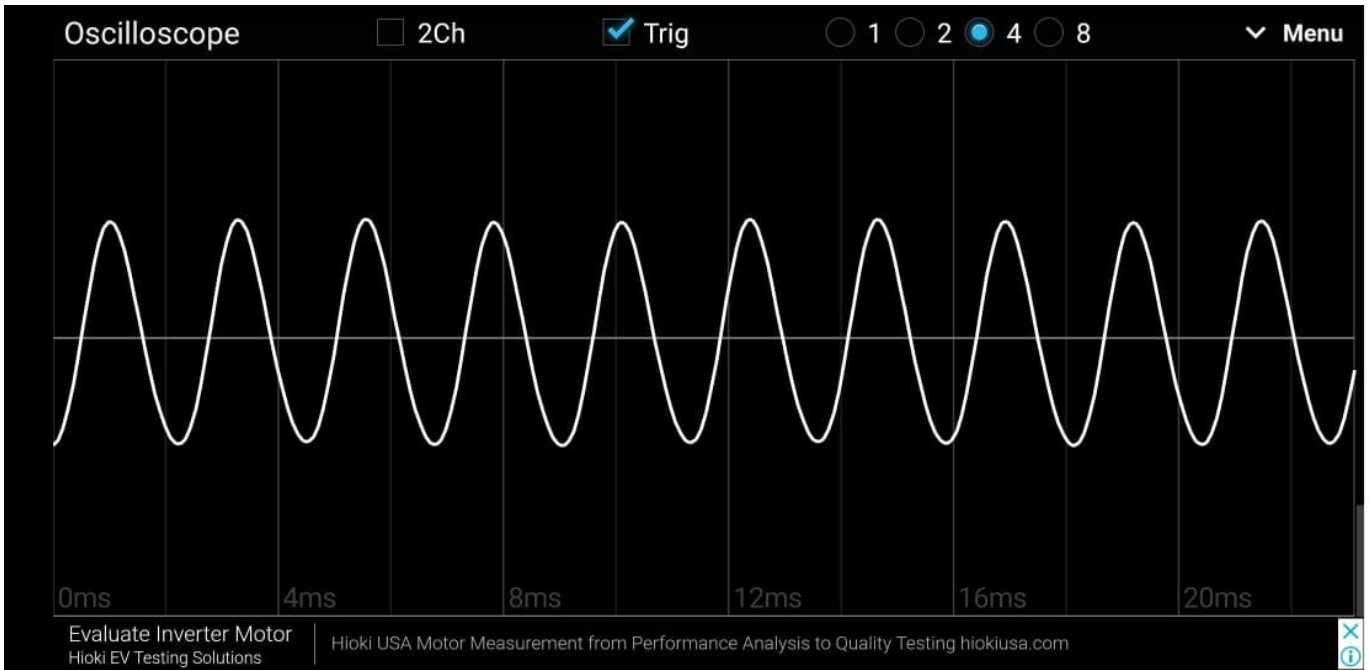 Oscilloscope 2Ch Trig 1 2 4 8 Menu
0ms 4ms 8ms 12ms 16ms 20ms
Evaluate Inverter Motor
Hioki EV Testing Solutions
Hioki USA Motor Measurement from Performance Analysis to Quality Testing hiokiusa.com